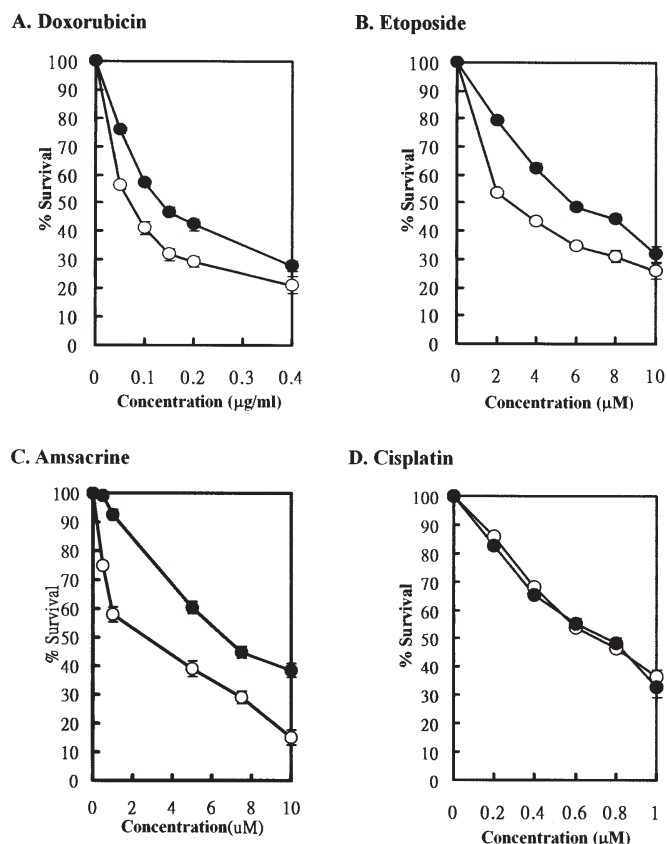 A. Doxorubicin
100
90
80
70
60
50
40
30
20
10
0
% Survival
0 0.1 0.2 0.3 0.4
Concentration (µg/ml)
B. Etoposide
100
90
80
70
60
50
40
30
20
10
0
% Survival
0 2 4 6 8 10
Concentration (µM)
C. Amsacrine
100
90
80
70
60
50
40
30
20
10
0
% Survival
0 2 4 6 8 10
Concentration(uM)
D. Cisplatin
100
90
80
70
60
50
40
30
20
10
0
% Survival
0 0.2 0.4 0.6 0.8 1
Concentration (µM)